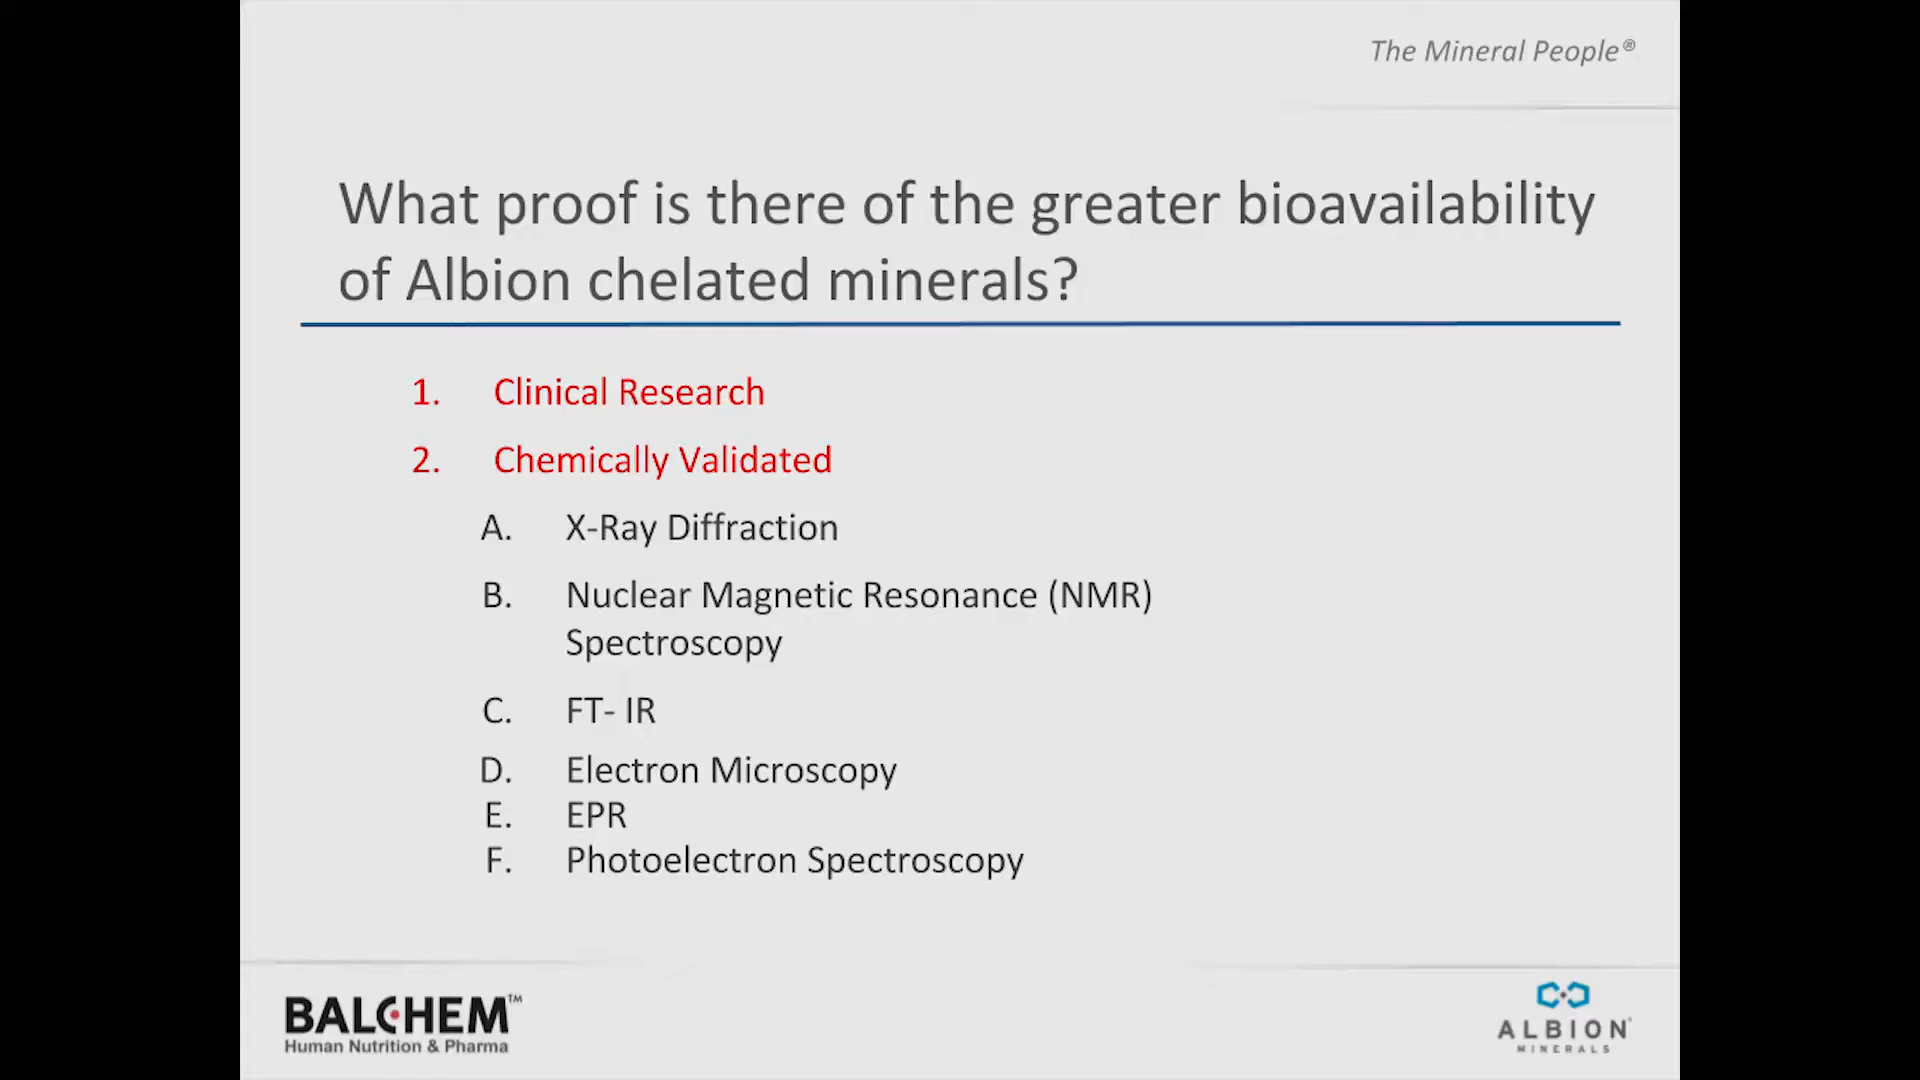 The Mineral People®
What proof is there of the greater bioavailability
of Albion chelated minerals?
1. Clinical Research
2. Chemically Validated
A. X-Ray Diffraction
B. Nuclear Magnetic Resonance (NMR)
Spectroscopy
C. FT- IR
D. Electron Microscopy
E. EPR
F. Photoelectron Spectroscopy
BALCHEM™
Human Nutrition & Pharma
ALBION
MINERALS